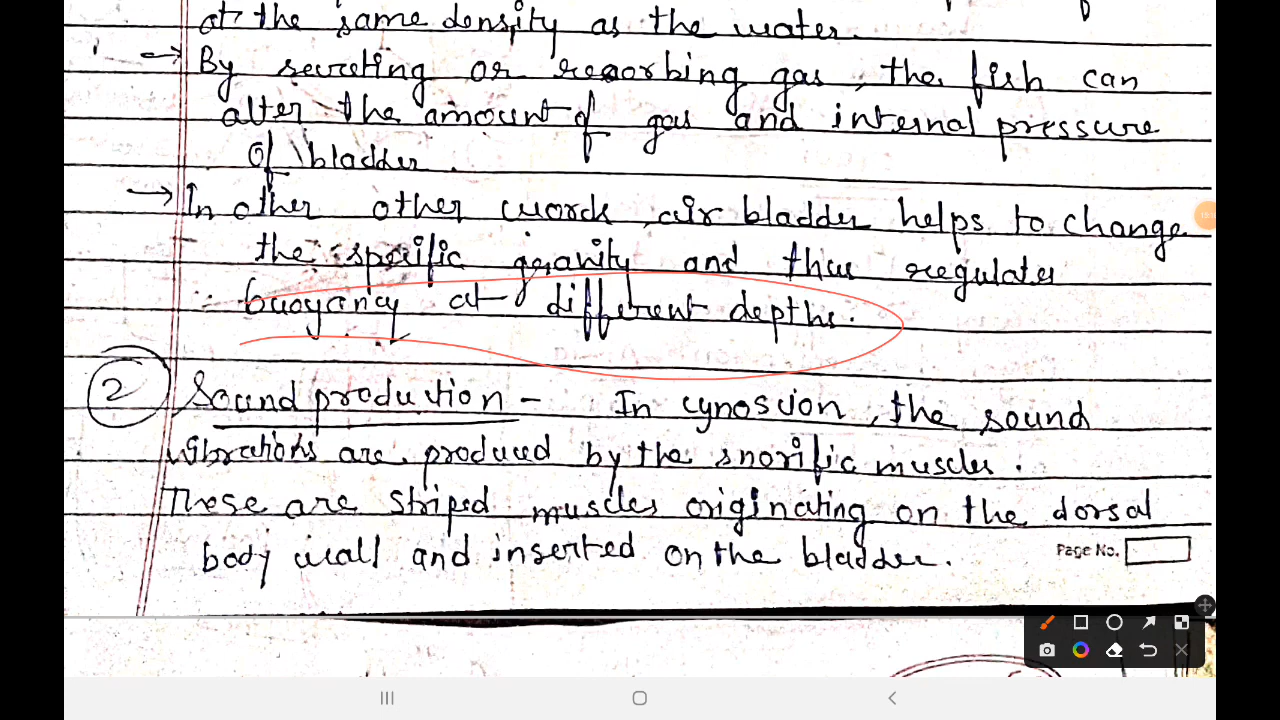 at the same density as the water.
→ By secreting or reaorbing gas, the fish can
alter the amount of gas and internal pressure
of bladder.
→ In other other words air bladder helps to change
the specific gravity and thus regulates
buoyancy at different depths.
2 Sound production - In cynoscion, the sound
vibrations are produced by the snorific muscles.
These are striped muscles originating on the dorsal
body wall and inserted on the bladder.
Page No.